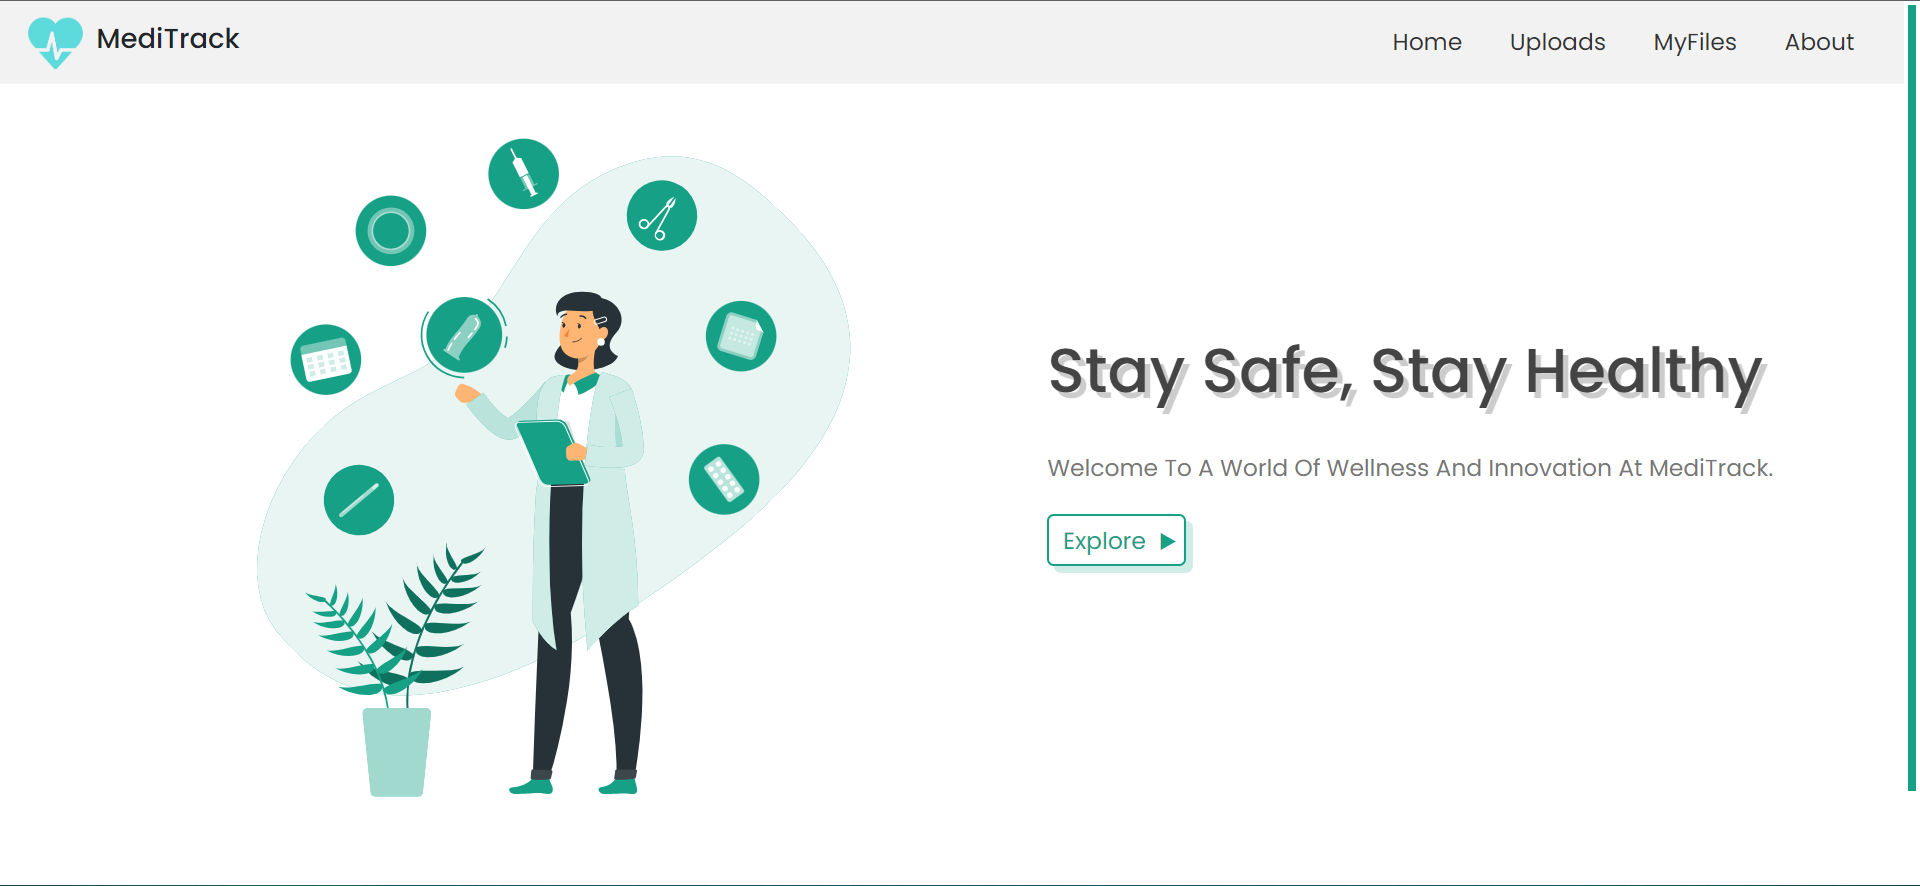 MediTrack
Home Uploads MyFiles About
Stay Safe, Stay Healthy
Welcome To A World Of Wellness And Innovation At MediTrack.
Explore